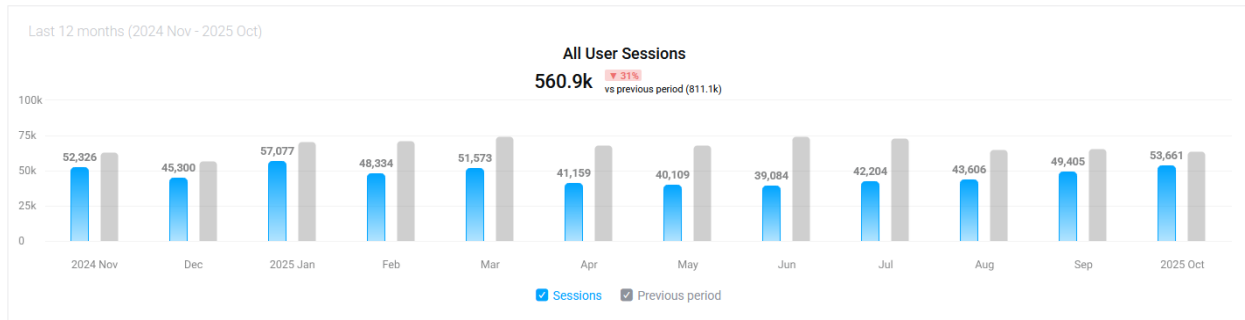 Last 12 months (2024 Nov - 2025 Oct)
All User Sessions
560.9k ▼ 31%
vs previous period (811.1k)
100k
75k
50k
25k
0
52,326
45,300
57,077
48,334
51,573
41,159
40,109
39,084
42,204
43,606
49,405
53,661
2024 Nov Dec 2025 Jan Feb Mar Apr May Jun Jul Aug Sep 2025 Oct
Sessions Previous period